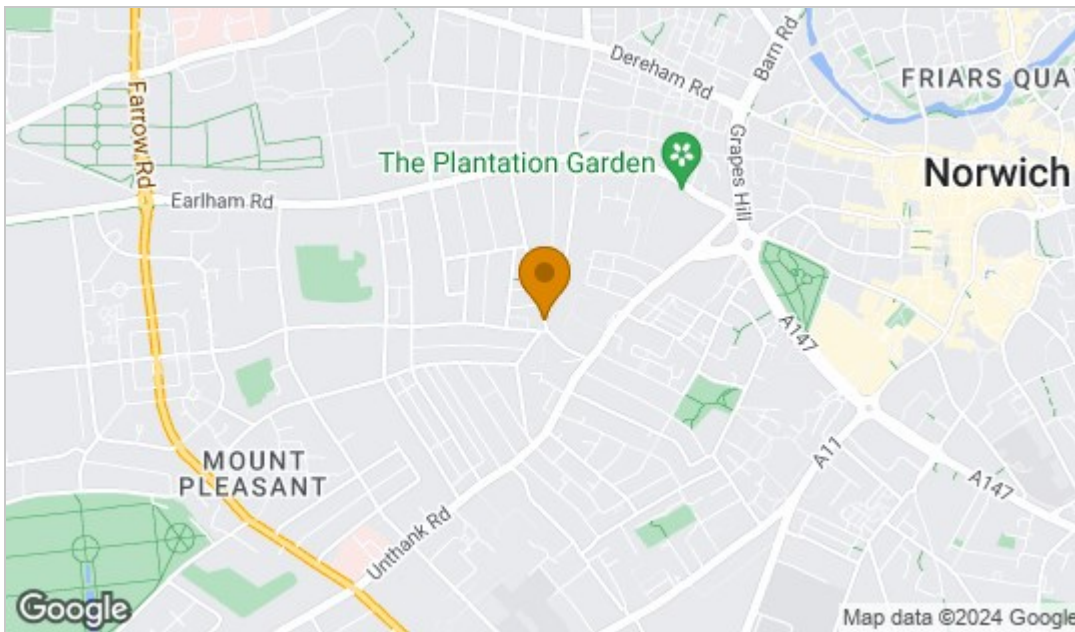 Dereham Rd
Barn Rd
FRIARS QUA
Farrow Rd
The Plantation Garden
Grapes Hill
Norwich
Earlham Rd
A147
MOUNT
PLEASANT
A11
A147
Unthank Rd
Google
Map data ©2024 Google